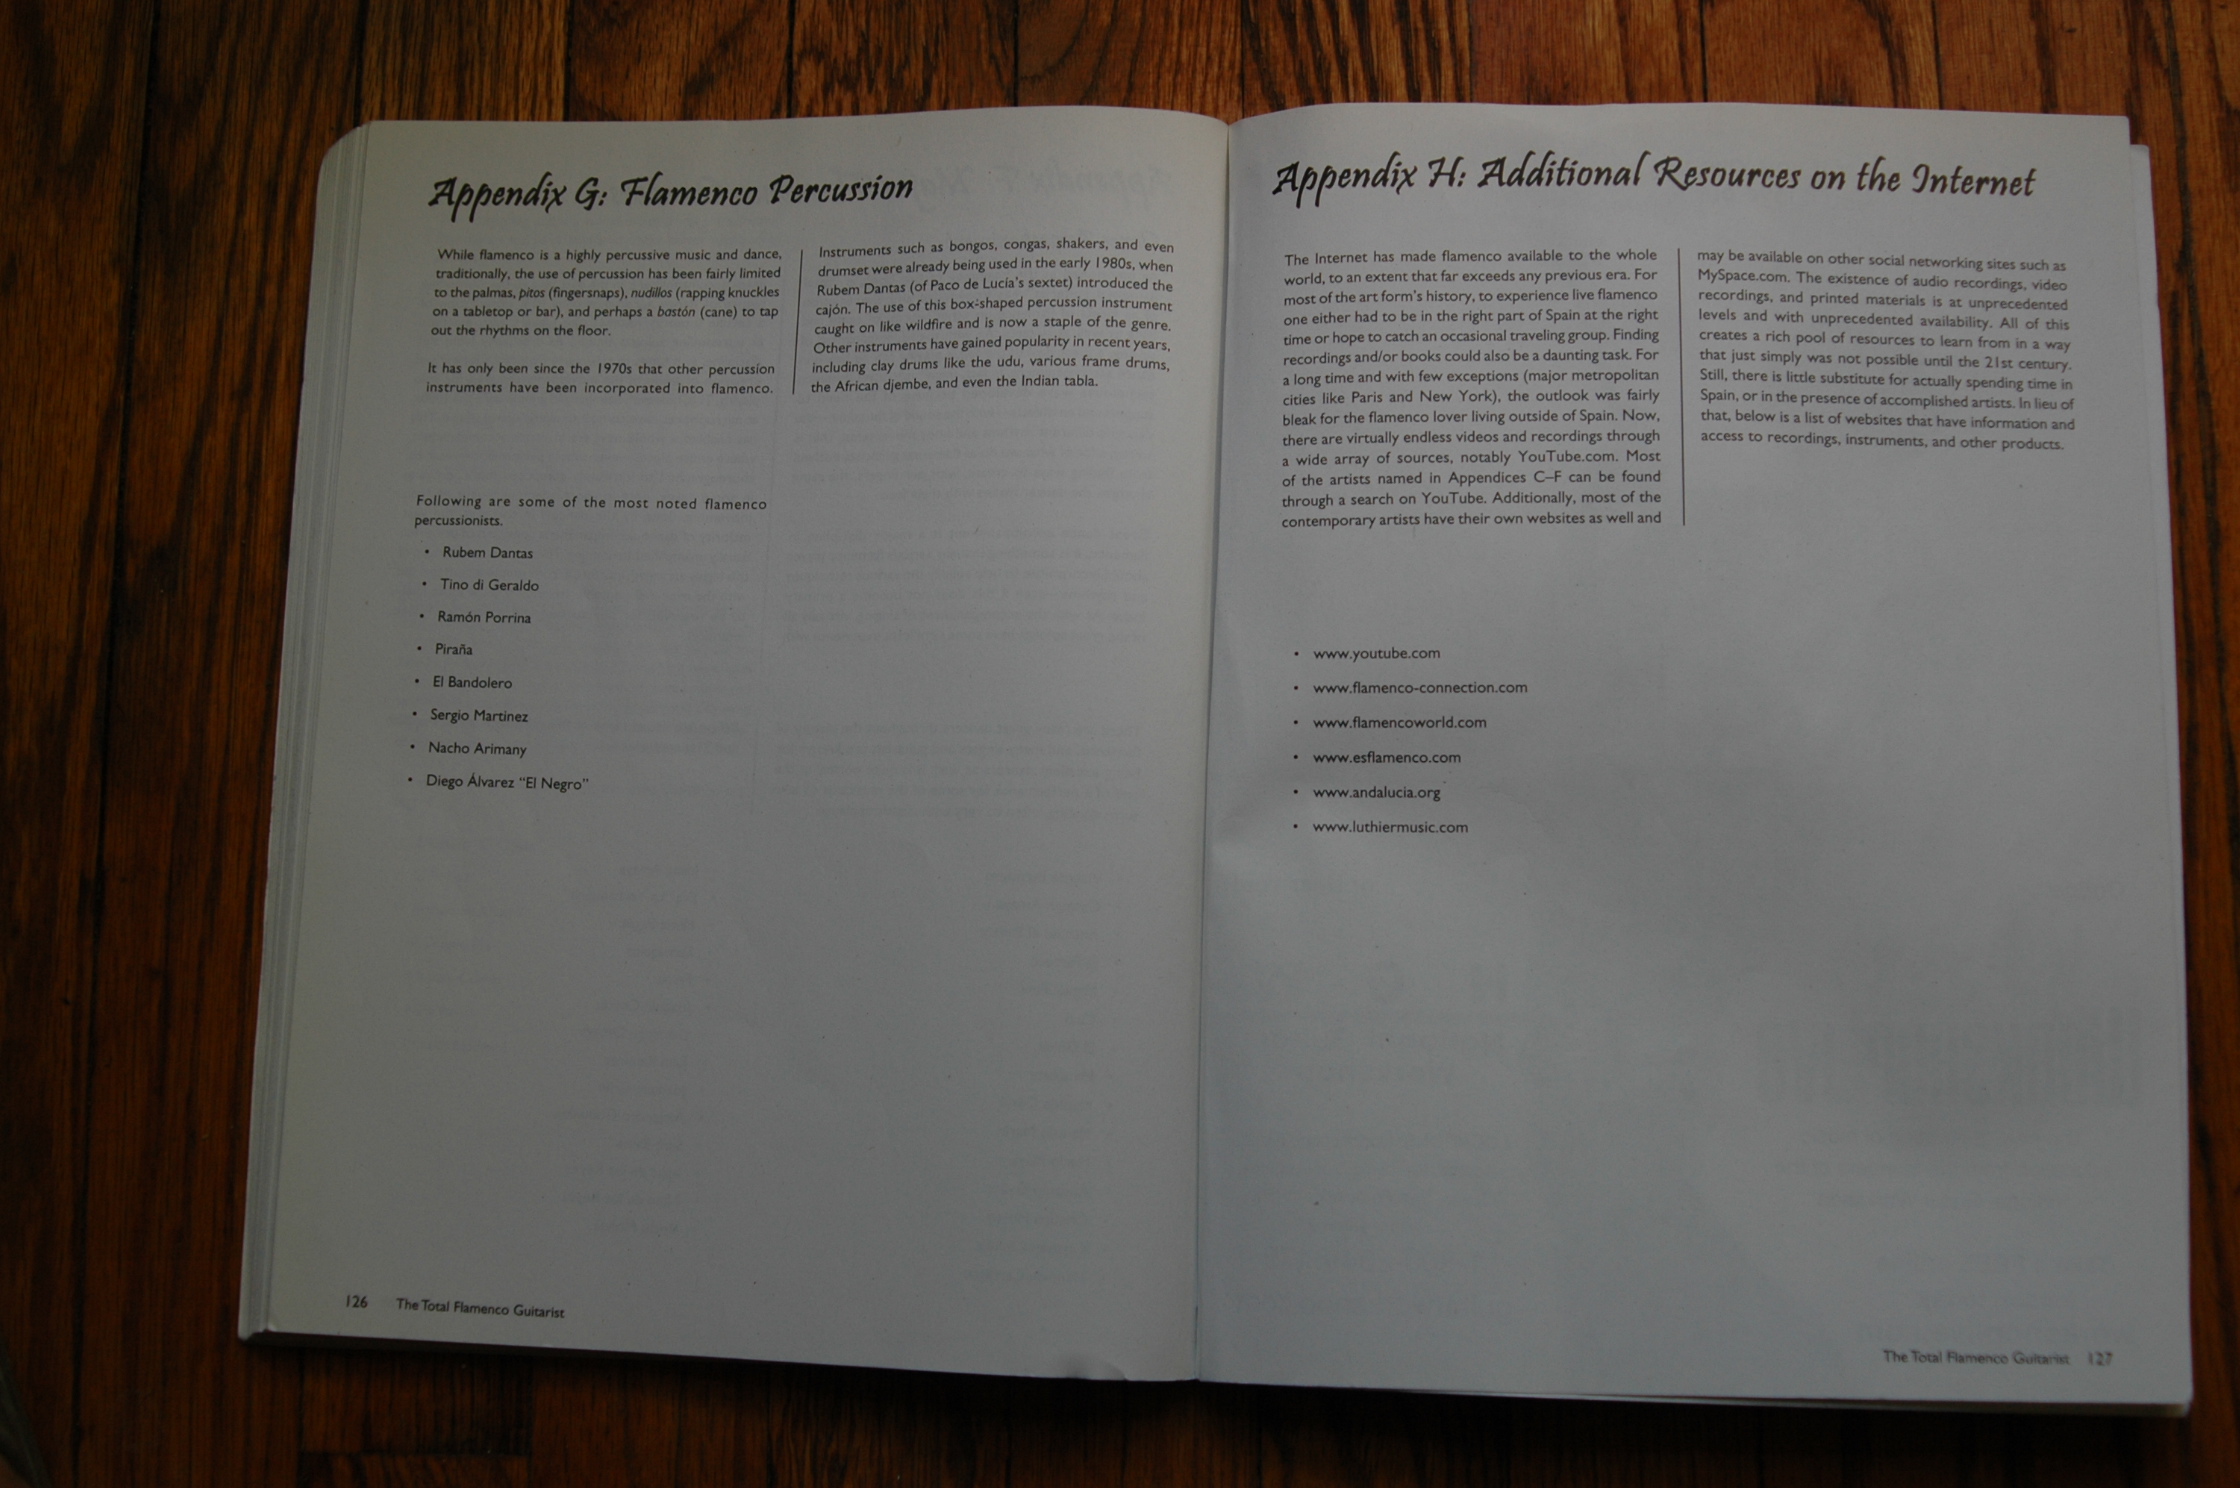 Appendix G: Flamenco Percussion
While flamenco is a highly percussive music and dance,
traditionally, the use of percussion has been fairly limited
to the palmas, pitos (fingersnaps), nudillos (rapping knuckles
on a tabletop or bar), and perhaps a bastón (cane) to tap
out the rhythms on the floor.
It has only been since the 1970s that other percussion
instruments have been incorporated into flamenco.
Instruments such as bongos, congas, shakers, and even
drumset were already being used in the early 1980s, when
Rubem Dantas (of Paco de Lucía's sextet) introduced the
cajón. The use of this box-shaped percussion instrument
caught on like wildfire and is now a staple of the genre.
Other instruments have gained popularity in recent years,
including clay drums like the udu, various frame drums,
the African djembe, and even the Indian tabla.
Following are some of the most noted flamenco
percussionists.
• Rubem Dantas
• Tino di Geraldo
• Ramón Porrina
• Piraña
• El Bandolero
• Sergio Martinez
• Nacho Arimany
• Diego Álvarez "El Negro"
126 The Total Flamenco Guitarist
Appendix H: Additional Resources on the Internet
The Internet has made flamenco available to the whole
world, to an extent that far exceeds any previous era. For
most of the art form's history, to experience live flamenco
one either had to be in the right part of Spain at the right
time or hope to catch an occasional traveling group. Finding
recordings and/or books could also be a daunting task. For
a long time and with few exceptions (major metropolitan
cities like Paris and New York), the outlook was fairly
bleak for the flamenco lover living outside of Spain. Now,
there are virtually endless videos and recordings through
a wide array of sources, notably YouTube.com. Most
of the artists named in Appendices C–F can be found
through a search on YouTube. Additionally, most of the
contemporary artists have their own websites as well and
may be available on other social networking sites such as
MySpace.com. The existence of audio recordings, video
recordings, and printed materials is at unprecedented
levels and with unprecedented availability. All of this
creates a rich pool of resources to learn from in a way
that just simply was not possible until the 21st century.
Still, there is little substitute for actually spending time in
Spain, or in the presence of accomplished artists. In lieu of
that, below is a list of websites that have information and
access to recordings, instruments, and other products.
• www.youtube.com
• www.flamenco-connection.com
• www.flamencoworld.com
• www.esflamenco.com
• www.andalucia.org
• www.luthiermusic.com
The Total Flamenco Guitarist 127